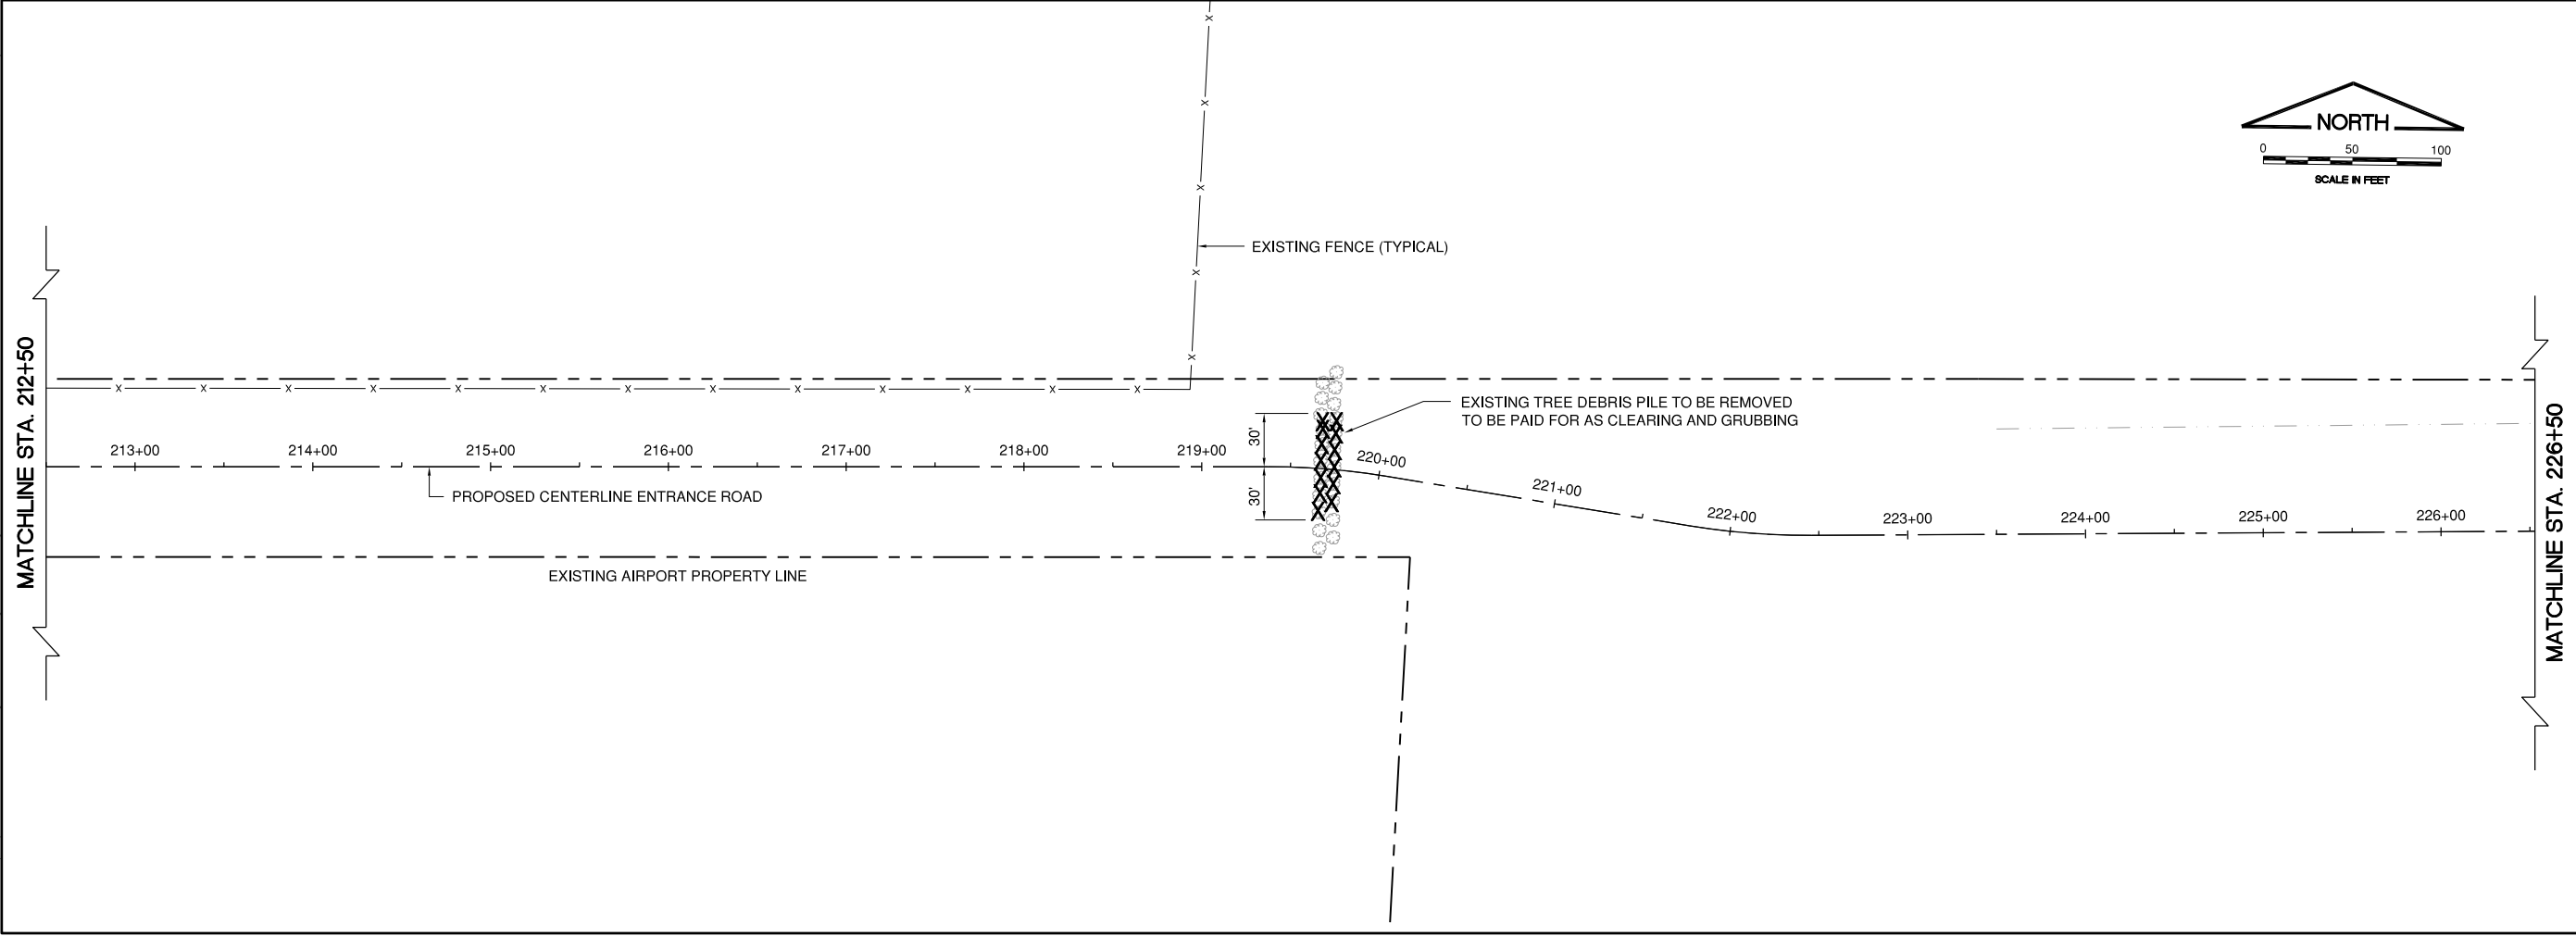 NORTH
0 50 100
SCALE IN FEET
EXISTING FENCE (TYPICAL)
MATCHLINE STA. 212+50
x x x x x x x x x x x x x
x
x
x
x
x
EXISTING TREE DEBRIS PILE TO BE REMOVED
TO BE PAID FOR AS CLEARING AND GRUBBING
30'
30'
213+00 214+00 215+00 216+00 217+00 218+00 219+00 220+00 221+00 222+00 223+00 224+00 225+00 226+00
PROPOSED CENTERLINE ENTRANCE ROAD
EXISTING AIRPORT PROPERTY LINE
MATCHLINE STA. 226+50